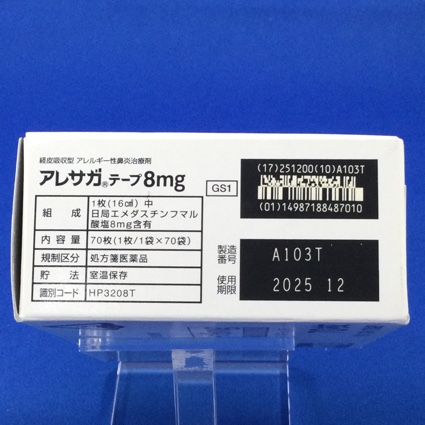 経皮吸収型 アレルギー性鼻炎治療剤
アレサガ®テープ8mg
GS1
組成 1枚(16㎠)中
日局エメダスチンフマル
酸塩8mg含有
内容量 70枚(1枚/1袋×70袋)
規制区分 処方箋医薬品
貯法 室温保存
識別コード HP3208T
(17)251200(10)A103T
(01)14987188487010
製造
番号 A103T
使用
期限 2025 12